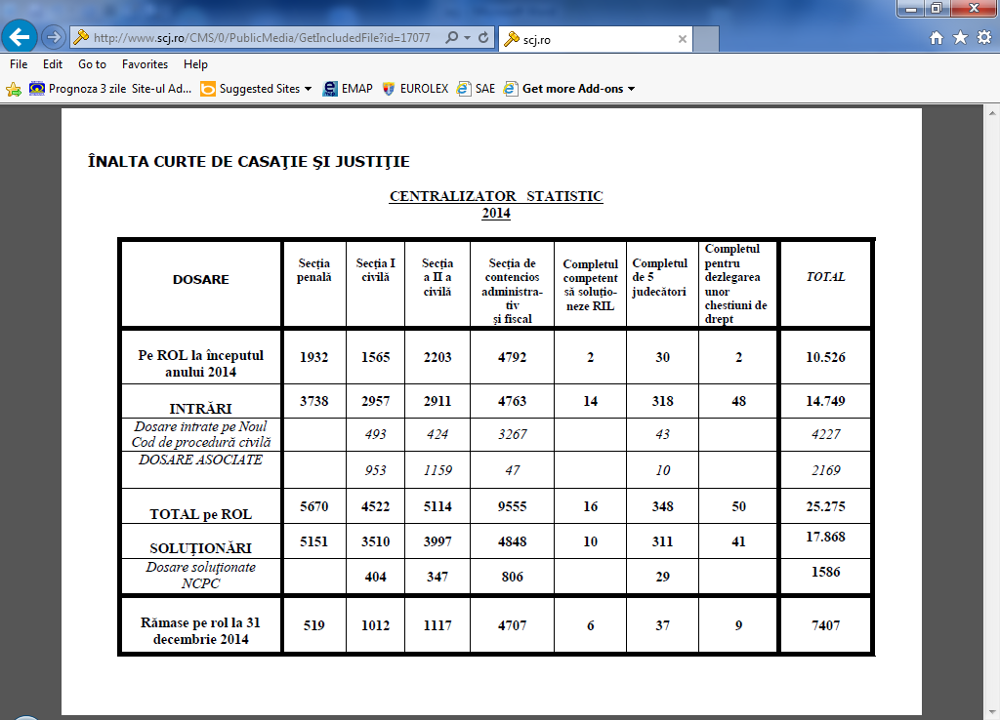 http://www.scj.ro/CMS/0/PublicMedia/GetIncludedFile?id=17077
scj.ro
File Edit Go to Favorites Help
Prognoza 3 zile Site-ul Ad... Suggested Sites EMAP EUROLEX SAE Get more Add-ons
ÎNALTA CURTE DE CASAŢIE ŞI JUSTIŢIE
CENTRALIZATOR STATISTIC
2014
DOSARE
Secţia
penală
Secţia I
civilă
Secţia
a II a
civilă
Secţia de
contencios
administra-
tiv
şi fiscal
Completul
competent
să soluţio-
neze RIL
Completul
de 5
judecători
Completul
pentru
dezlegarea
unor
chestiuni de
drept
TOTAL
Pe ROL la începutul
anului 2014
1932 1565 2203 4792 2 30 2 10.526
INTRĂRI 3738 2957 2911 4763 14 318 48 14.749
Dosare intrate pe Noul
Cod de procedură civilă
493 424 3267 43 4227
DOSARE ASOCIATE
953 1159 47 10 2169
TOTAL pe ROL 5670 4522 5114 9555 16 348 50 25.275
SOLUŢIONĂRI 5151 3510 3997 4848 10 311 41 17.868
Dosare soluţionate
NCPC
404 347 806 29 1586
Rămase pe rol la 31
decembrie 2014
519 1012 1117 4707 6 37 9 7407